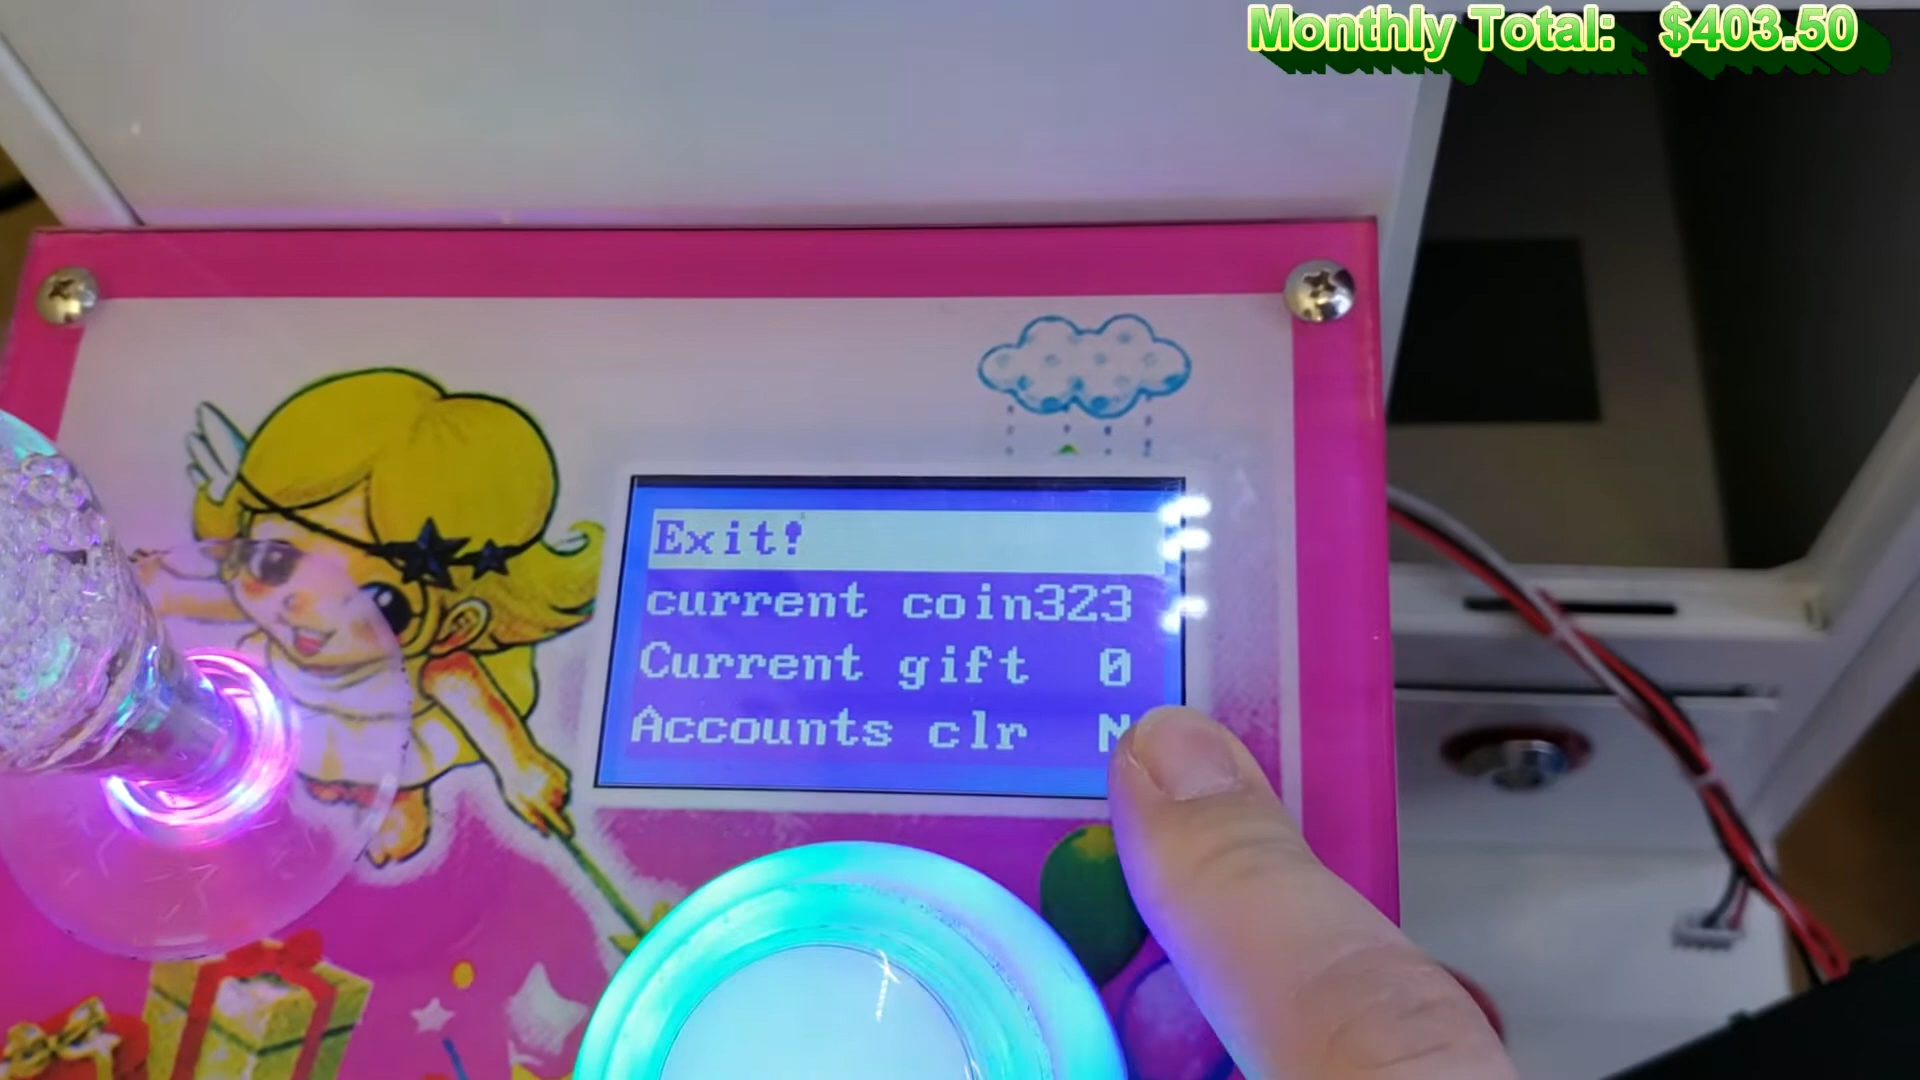 Monthly Total: $403.50
Exit!
current coin323
Current gift 0
Accounts clr N